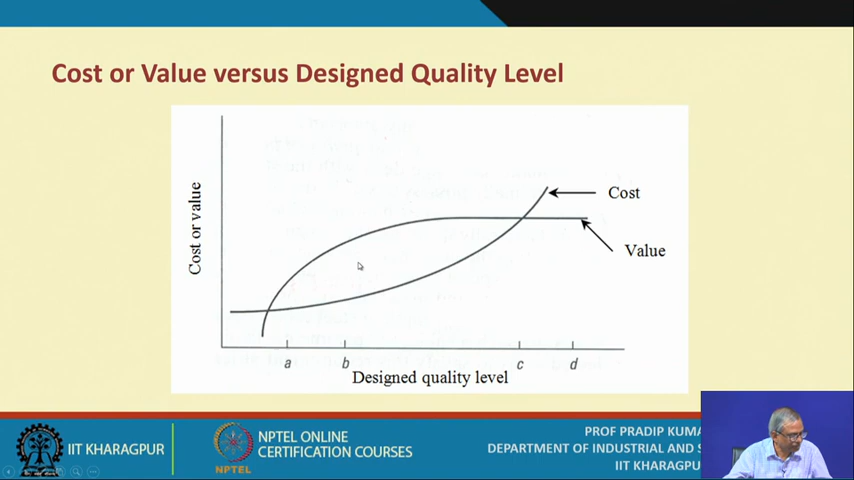 Cost or Value versus Designed Quality Level
Cost or value
Cost
Value
a b c d
Designed quality level
IIT KHARAGPUR
NPTEL
NPTEL ONLINE
CERTIFICATION COURSES
PROF PRADIP KUMA
DEPARTMENT OF INDUSTRIAL AND S
IIT KHARAGPU